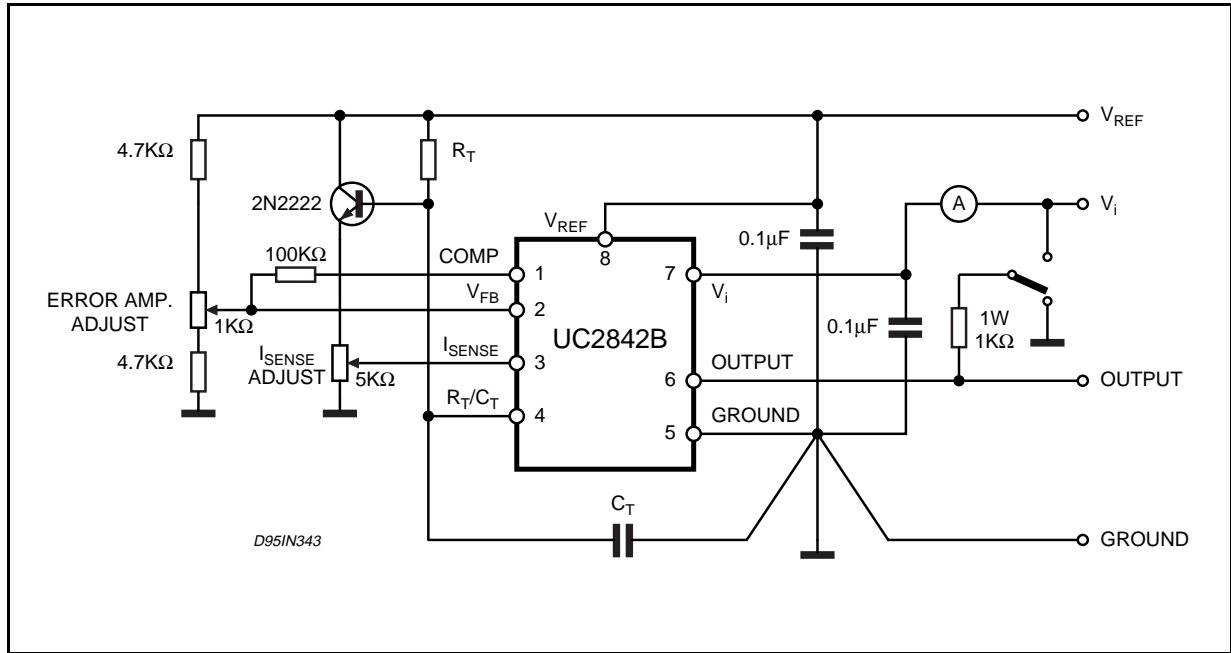 V_REF
4.7KΩ
R_T
2N2222
V_REF
8
A
V_i
0.1µF
100KΩ
COMP
1
7
V_i
ERROR AMP.
ADJUST
1KΩ
V_FB
2
UC2842B
0.1µF
1W
1KΩ
4.7KΩ
I_SENSE
ADJUST
5KΩ
I_SENSE
3
OUTPUT
6
OUTPUT
R_T/C_T
4
GROUND
5
C_T
D95IN343
GROUND